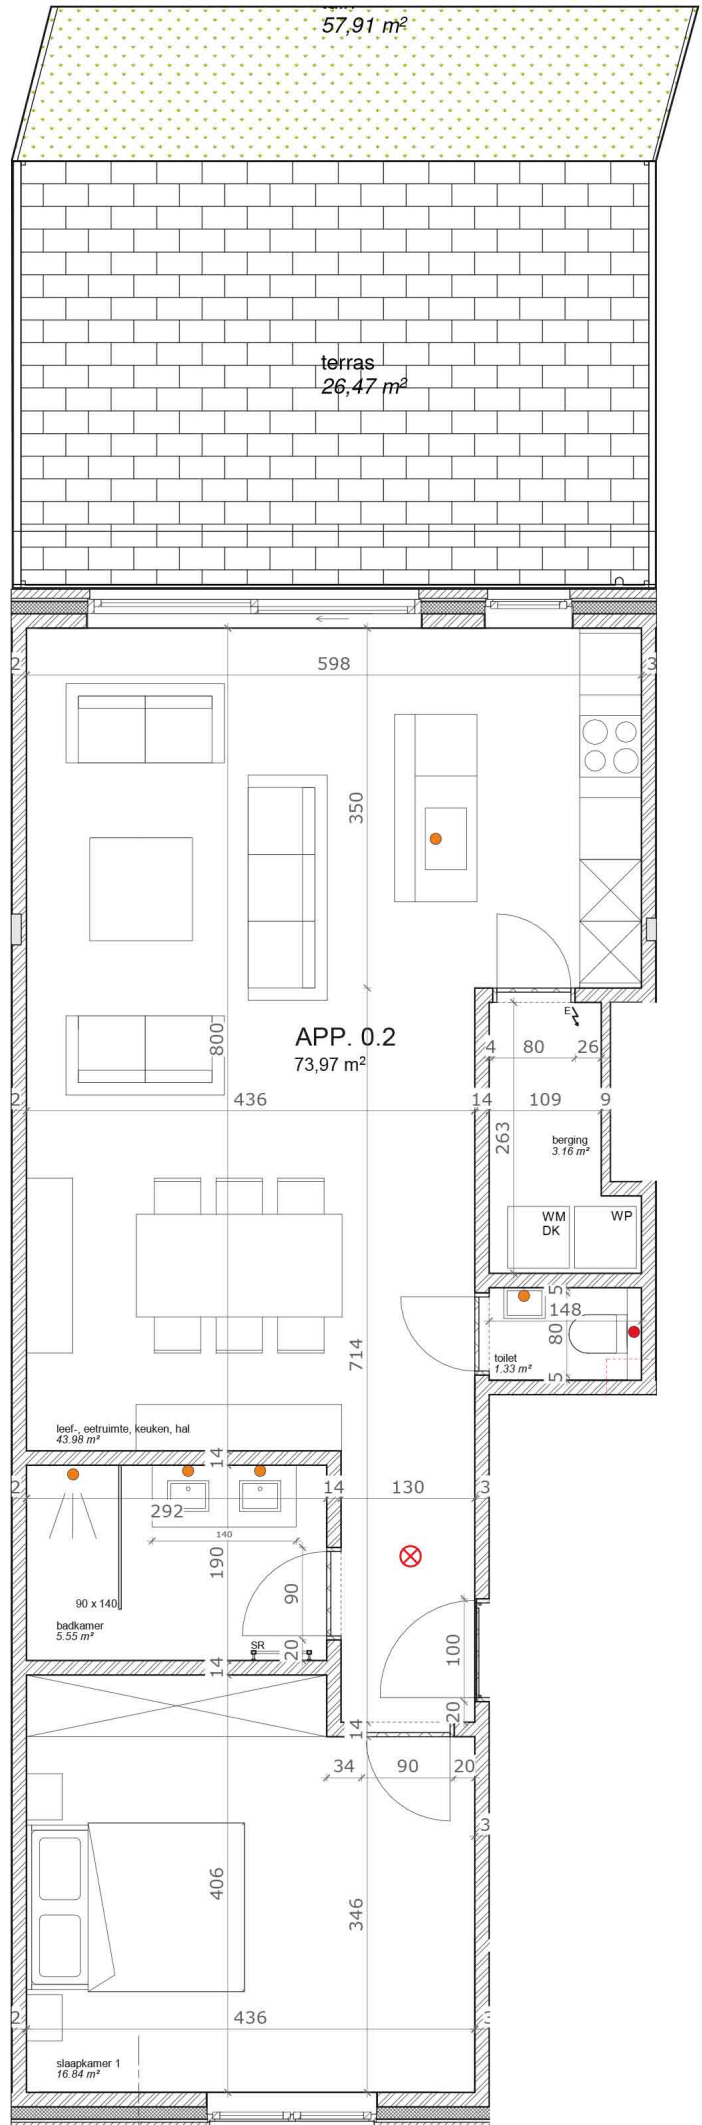 57,91 m²
terras
26,47 m²
2
598
3
350
E
APP. 0.2
73,97 m²
800
4
80
26
2
436
14
109
9
263
berging
3.16 m²
WM
WP
DK
5
148
80
714
toilet
1.33 m²
5
leef-, eetruimte, keuken, hal
43.98 m²
14
2
14
130
3
292
140
190
90
90 x 140
badkamer
5.55 m²
SR
20
100
14
20
14
34
90
20
3
406
346
2
436
slaapkamer 1
16.84 m²